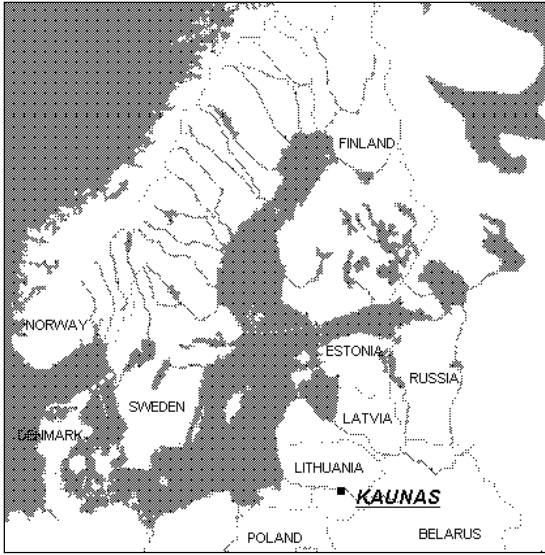 FINLAND
NORWAY
ESTONIA
RUSSIA
SWEDEN
LATVIA
DENMARK
LITHUANIA
KAUNAS
POLAND
BELARUS